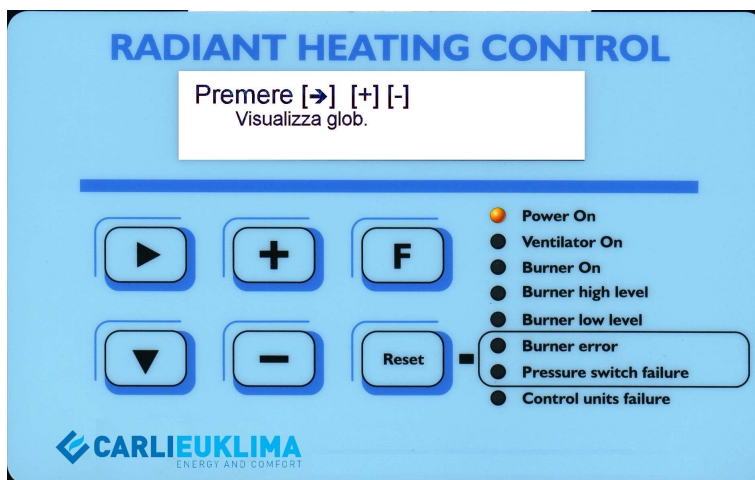 RADIANT HEATING CONTROL
Premere [➔] [+] [-]
Visualizza glob.
F
Reset
Power On
Ventilator On
Burner On
Burner high level
Burner low level
Burner error
Pressure switch failure
Control units failure
CARLIEUKLIMA
ENERGY AND COMFORT